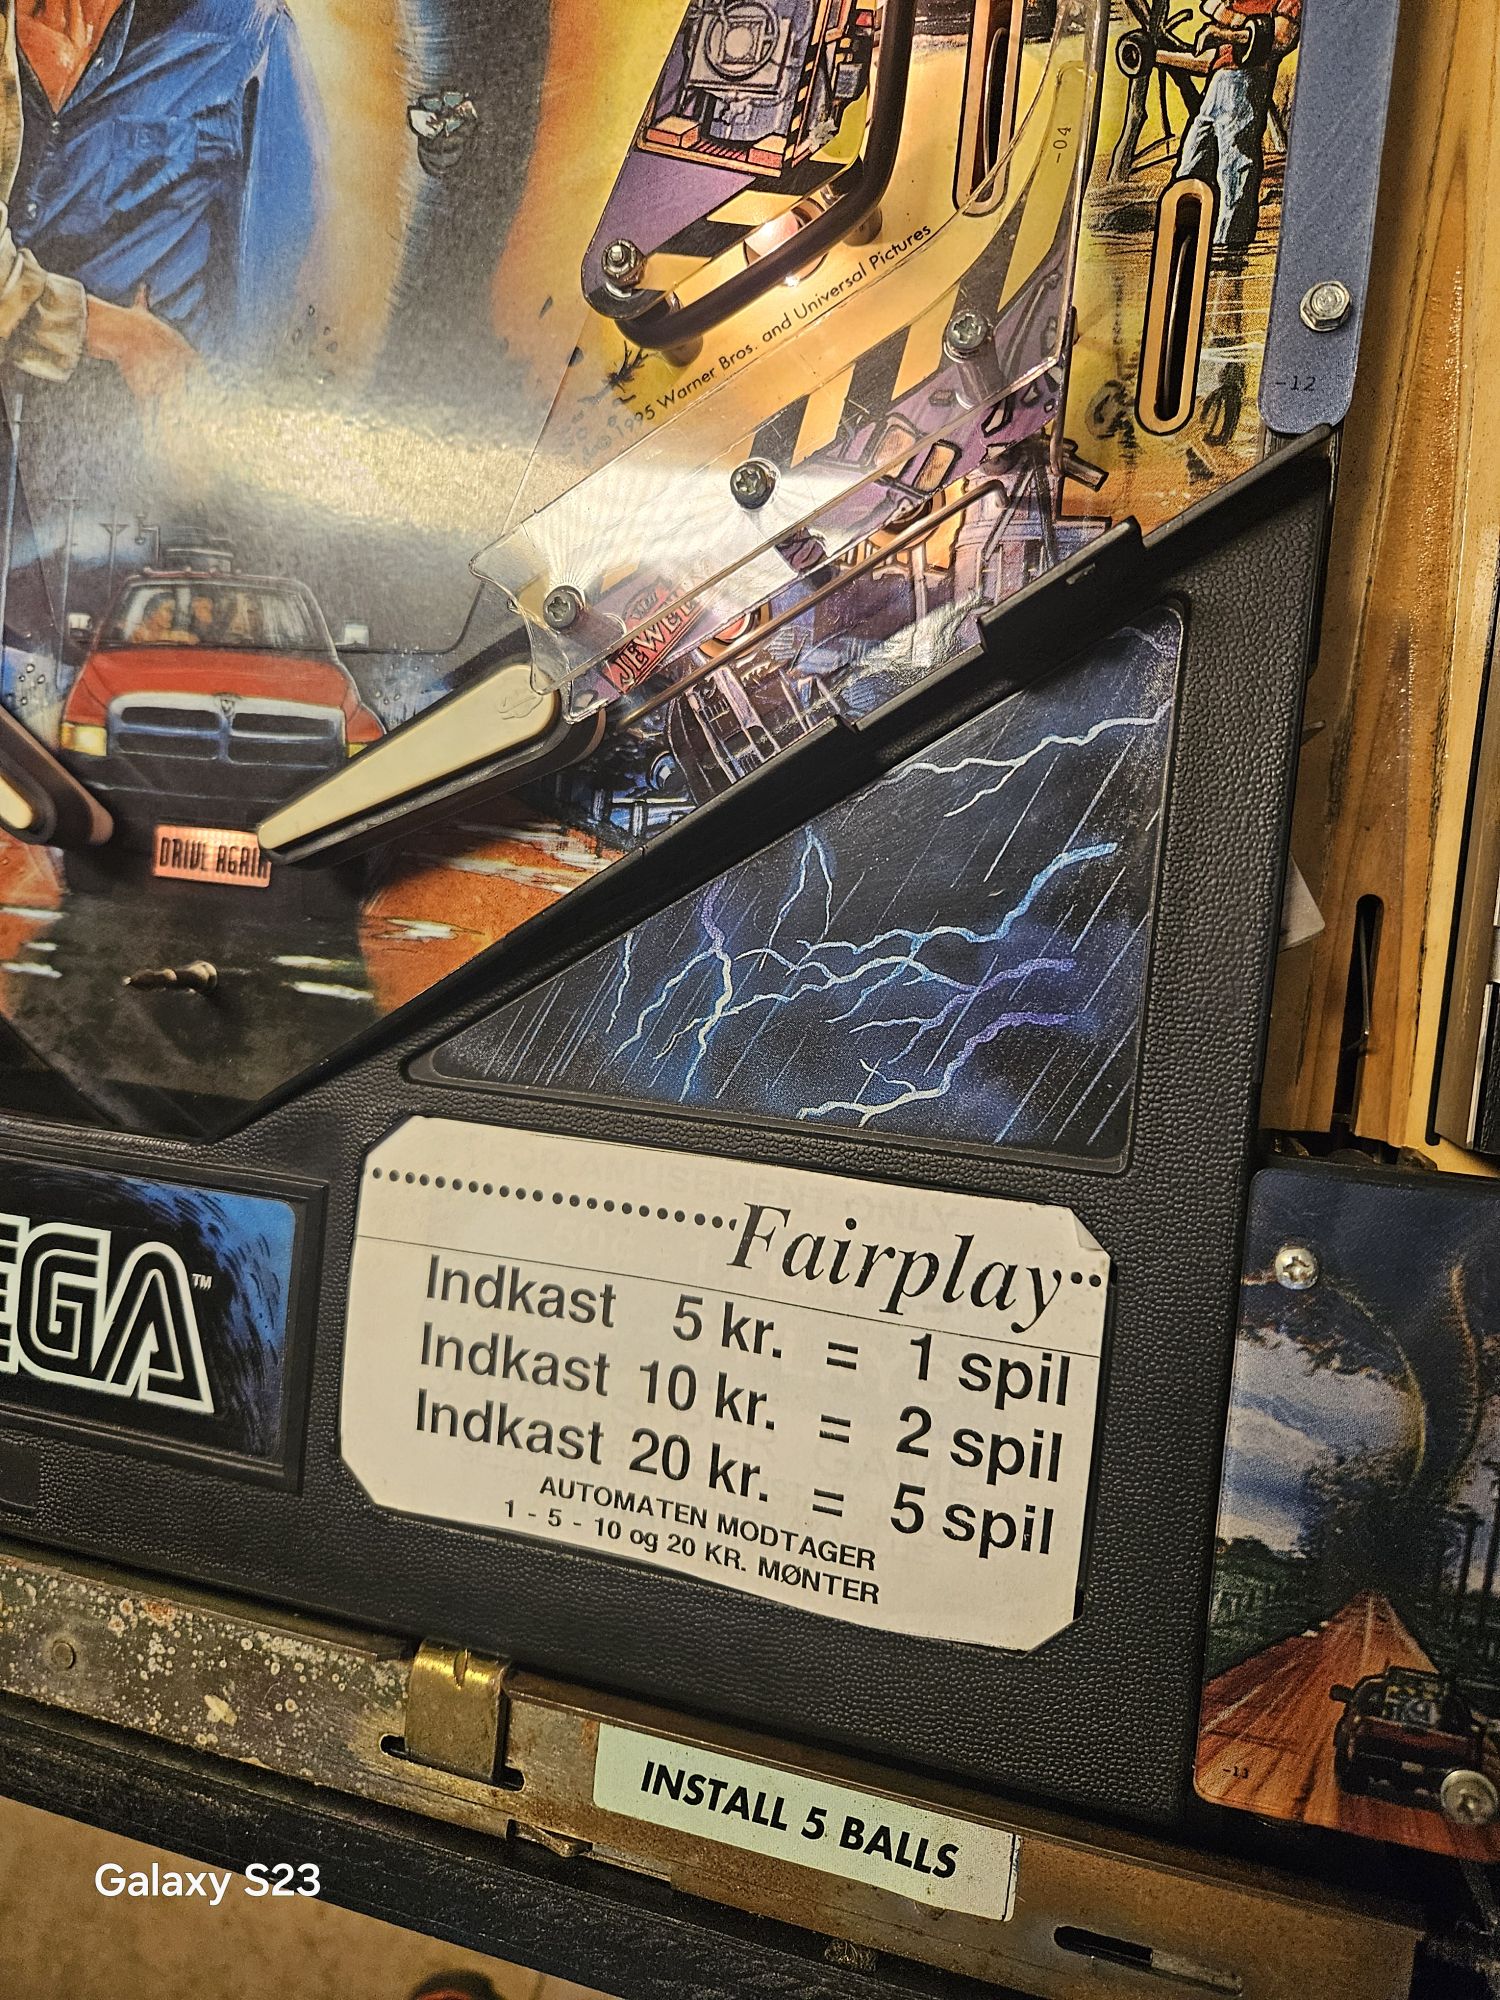 -04
1995 Warner Bros. and Universal Pictures
-12
JEWEL
DRIVE AGAIN
EGA™
Fairplay
Indkast 5 kr. = 1 spil
Indkast 10 kr. = 2 spil
Indkast 20 kr. = 5 spil
AUTOMATEN MODTAGER
1 - 5 - 10 og 20 KR. MØNTER
-13
INSTALL 5 BALLS
Galaxy S23